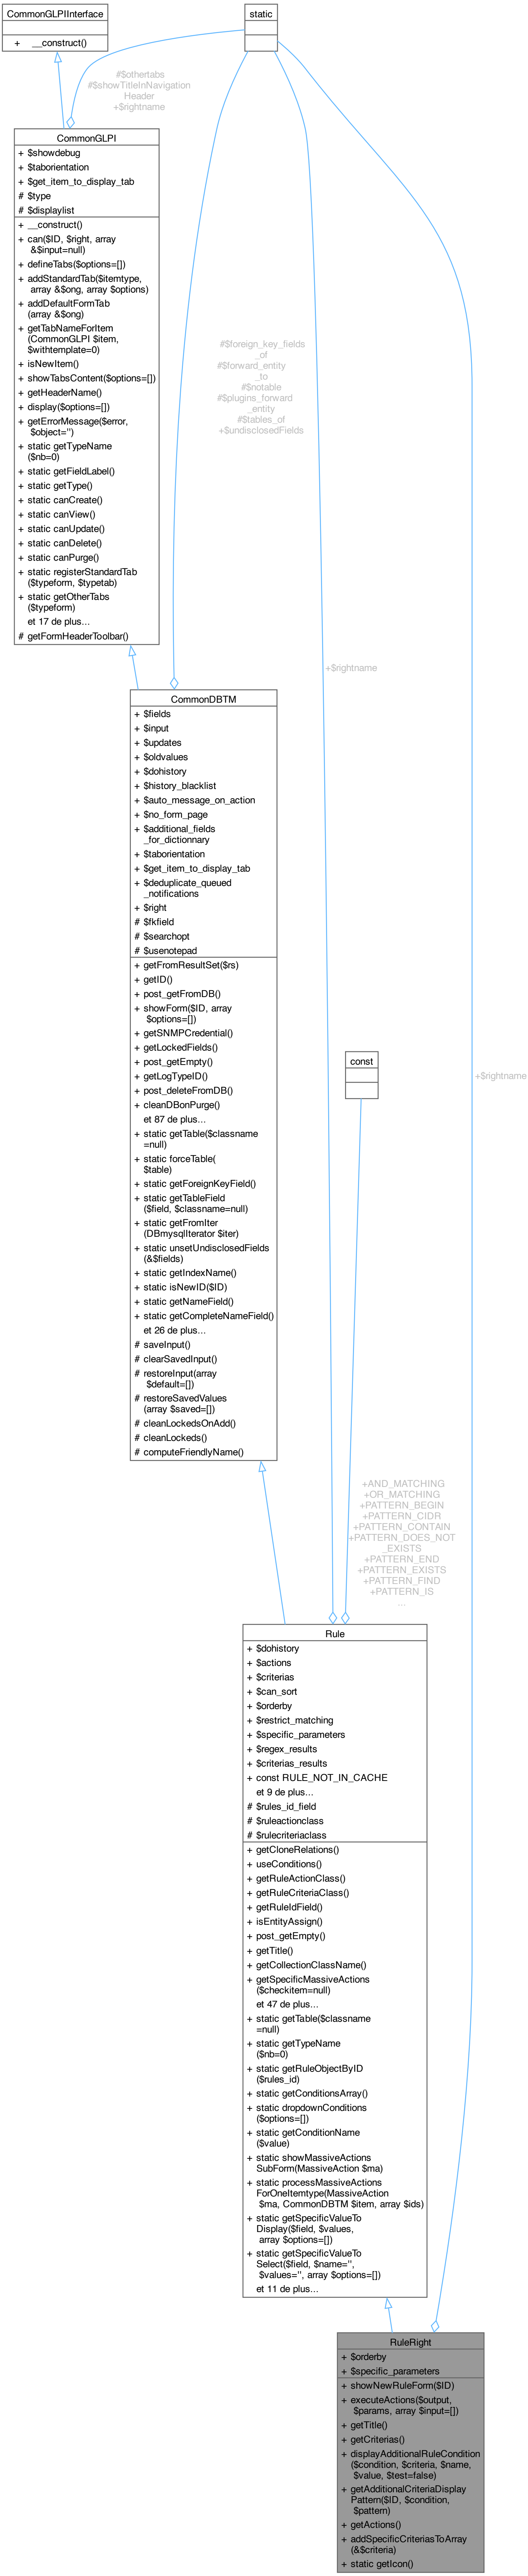 CommonGLPIInterface
+ __construct()
static
#$othertabs
#$showTitleInNavigation
Header
+$rightname
CommonGLPI
+ $showdebug
+ $taborientation
+ $get_item_to_display_tab
# $type
# $displaylist
+ __construct()
+ can($ID, $right, array
&$input=null)
+ defineTabs($options=[])
+ addStandardTab($itemtype,
array &$ong, array $options)
+ addDefaultFormTab
(array &$ong)
+ getTabNameForItem
(CommonGLPI $item,
$withtemplate=0)
+ isNewItem()
+ showTabsContent($options=[])
+ getHeaderName()
+ display($options=[])
+ getErrorMessage($error,
$object='')
+ static getTypeName
($nb=0)
+ static getFieldLabel()
+ static getType()
+ static canCreate()
+ static canView()
+ static canUpdate()
+ static canDelete()
+ static canPurge()
+ static registerStandardTab
($typeform, $typetab)
+ static getOtherTabs
($typeform)
et 17 de plus...
# getFormHeaderToolbar()
#$foreign_key_fields
_of
#$forward_entity
_to
#$notable
#$plugins_forward
_entity
#$tables_of
+$undisclosedFields
+$rightname
CommonDBTM
+ $fields
+ $input
+ $updates
+ $oldvalues
+ $dohistory
+ $history_blacklist
+ $auto_message_on_action
+ $no_form_page
+ $additional_fields
_for_dictionnary
+ $taborientation
+ $get_item_to_display_tab
+ $deduplicate_queued
_notifications
+ $right
# $fkfield
# $searchopt
# $usenotepad
+ getFromResultSet($rs)
+ getID()
+ post_getFromDB()
+ showForm($ID, array
$options=[])
+ getSNMPCredential()
+ getLockedFields()
+ post_getEmpty()
+ getLogTypeID()
+ post_deleteFromDB()
+ cleanDBonPurge()
et 87 de plus...
+ static getTable($classname
=null)
+ static forceTable(
$table)
+ static getForeignKeyField()
+ static getTableField
($field, $classname=null)
+ static getFromIter
(DBmysqlIterator $iter)
+ static unsetUndisclosedFields
(&$fields)
+ static getIndexName()
+ static isNewID($ID)
+ static getNameField()
+ static getCompleteNameField()
et 26 de plus...
# saveInput()
# clearSavedInput()
# restoreInput(array
$default=[])
# restoreSavedValues
(array $saved=[])
# cleanLockedsOnAdd()
# cleanLockeds()
# computeFriendlyName()
const
+$rightname
+AND_MATCHING
+OR_MATCHING
+PATTERN_BEGIN
+PATTERN_CIDR
+PATTERN_CONTAIN
+PATTERN_DOES_NOT
_EXISTS
+PATTERN_END
+PATTERN_EXISTS
+PATTERN_FIND
+PATTERN_IS
...
Rule
+ $dohistory
+ $actions
+ $criterias
+ $can_sort
+ $orderby
+ $restrict_matching
+ $specific_parameters
+ $regex_results
+ $criterias_results
+ const RULE_NOT_IN_CACHE
et 9 de plus...
# $rules_id_field
# $ruleactionclass
# $rulecriteriaclass
+ getCloneRelations()
+ useConditions()
+ getRuleActionClass()
+ getRuleCriteriaClass()
+ getRuleIdField()
+ isEntityAssign()
+ post_getEmpty()
+ getTitle()
+ getCollectionClassName()
+ getSpecificMassiveActions
($checkitem=null)
et 47 de plus...
+ static getTable($classname
=null)
+ static getTypeName
($nb=0)
+ static getRuleObjectByID
($rules_id)
+ static getConditionsArray()
+ static dropdownConditions
($options=[])
+ static getConditionName
($value)
+ static showMassiveActions
SubForm(MassiveAction $ma)
+ static processMassiveActions
ForOneItemtype(MassiveAction
$ma, CommonDBTM $item, array $ids)
+ static getSpecificValueTo
Display($field, $values,
array $options=[])
+ static getSpecificValueTo
Select($field, $name='',
$values='', array $options=[])
et 11 de plus...
RuleRight
+ $orderby
+ $specific_parameters
+ showNewRuleForm($ID)
+ executeActions($output,
$params, array $input=[])
+ getTitle()
+ getCriterias()
+ displayAdditionalRuleCondition
($condition, $criteria, $name,
$value, $test=false)
+ getAdditionalCriteriaDisplay
Pattern($ID, $condition,
$pattern)
+ getActions()
+ addSpecificCriteriasToArray
(&$criteria)
+ static getIcon()